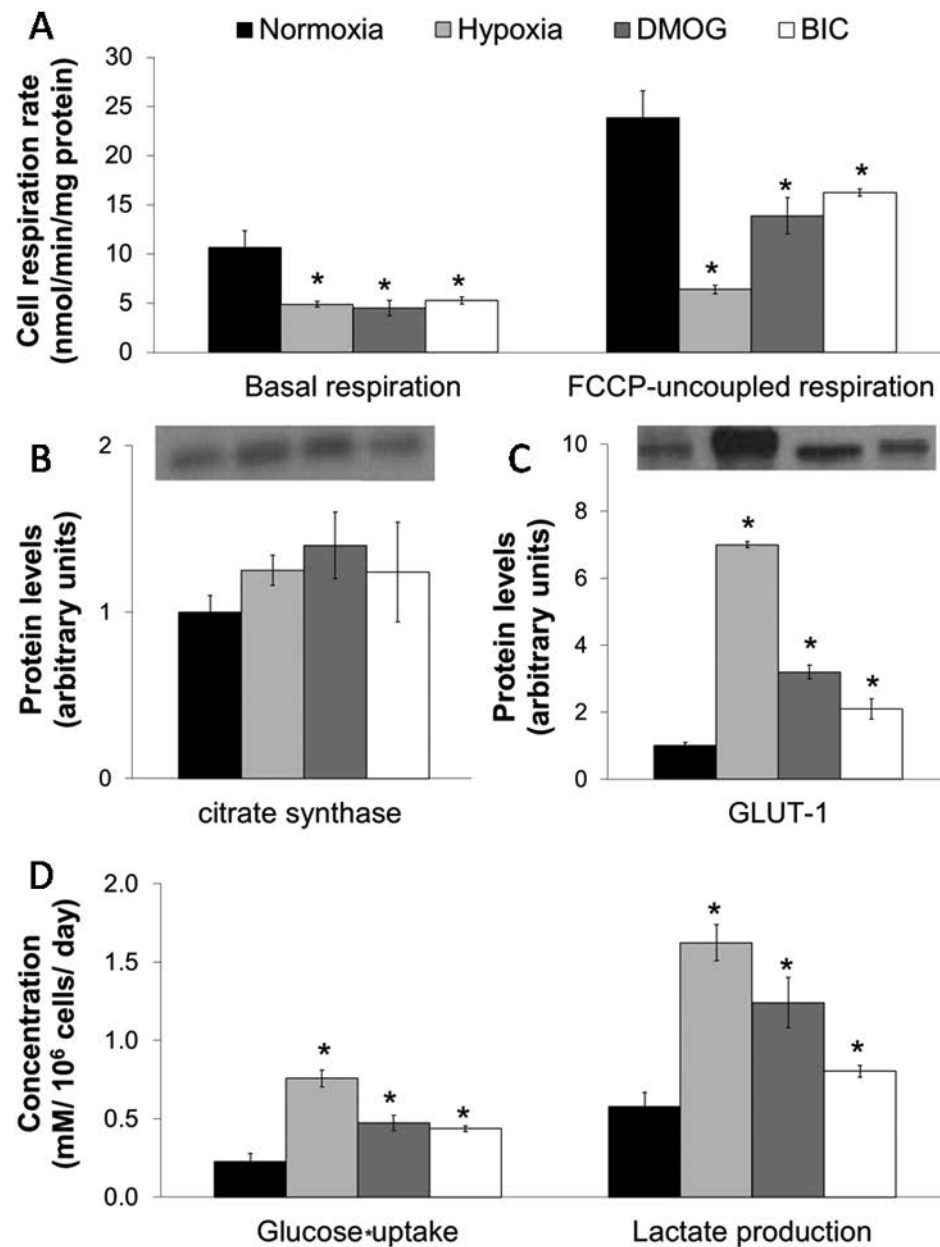 A
Normoxia Hypoxia DMOG BIC
Cell respiration rate
(nmol/min/mg protein)
30
25
20
15
10
5
0
* * *
* * *
Basal respiration FCCP-uncoupled respiration
B
Protein levels
(arbitrary units)
2
1
0
citrate synthase
C
Protein levels
(arbitrary units)
10
8
6
4
2
0
* * *
GLUT-1
D
Concentration
(mM/ 10⁶ cells/ day)
2.0
1.5
1.0
0.5
0.0
* * *
* * *
Glucose*uptake Lactate production